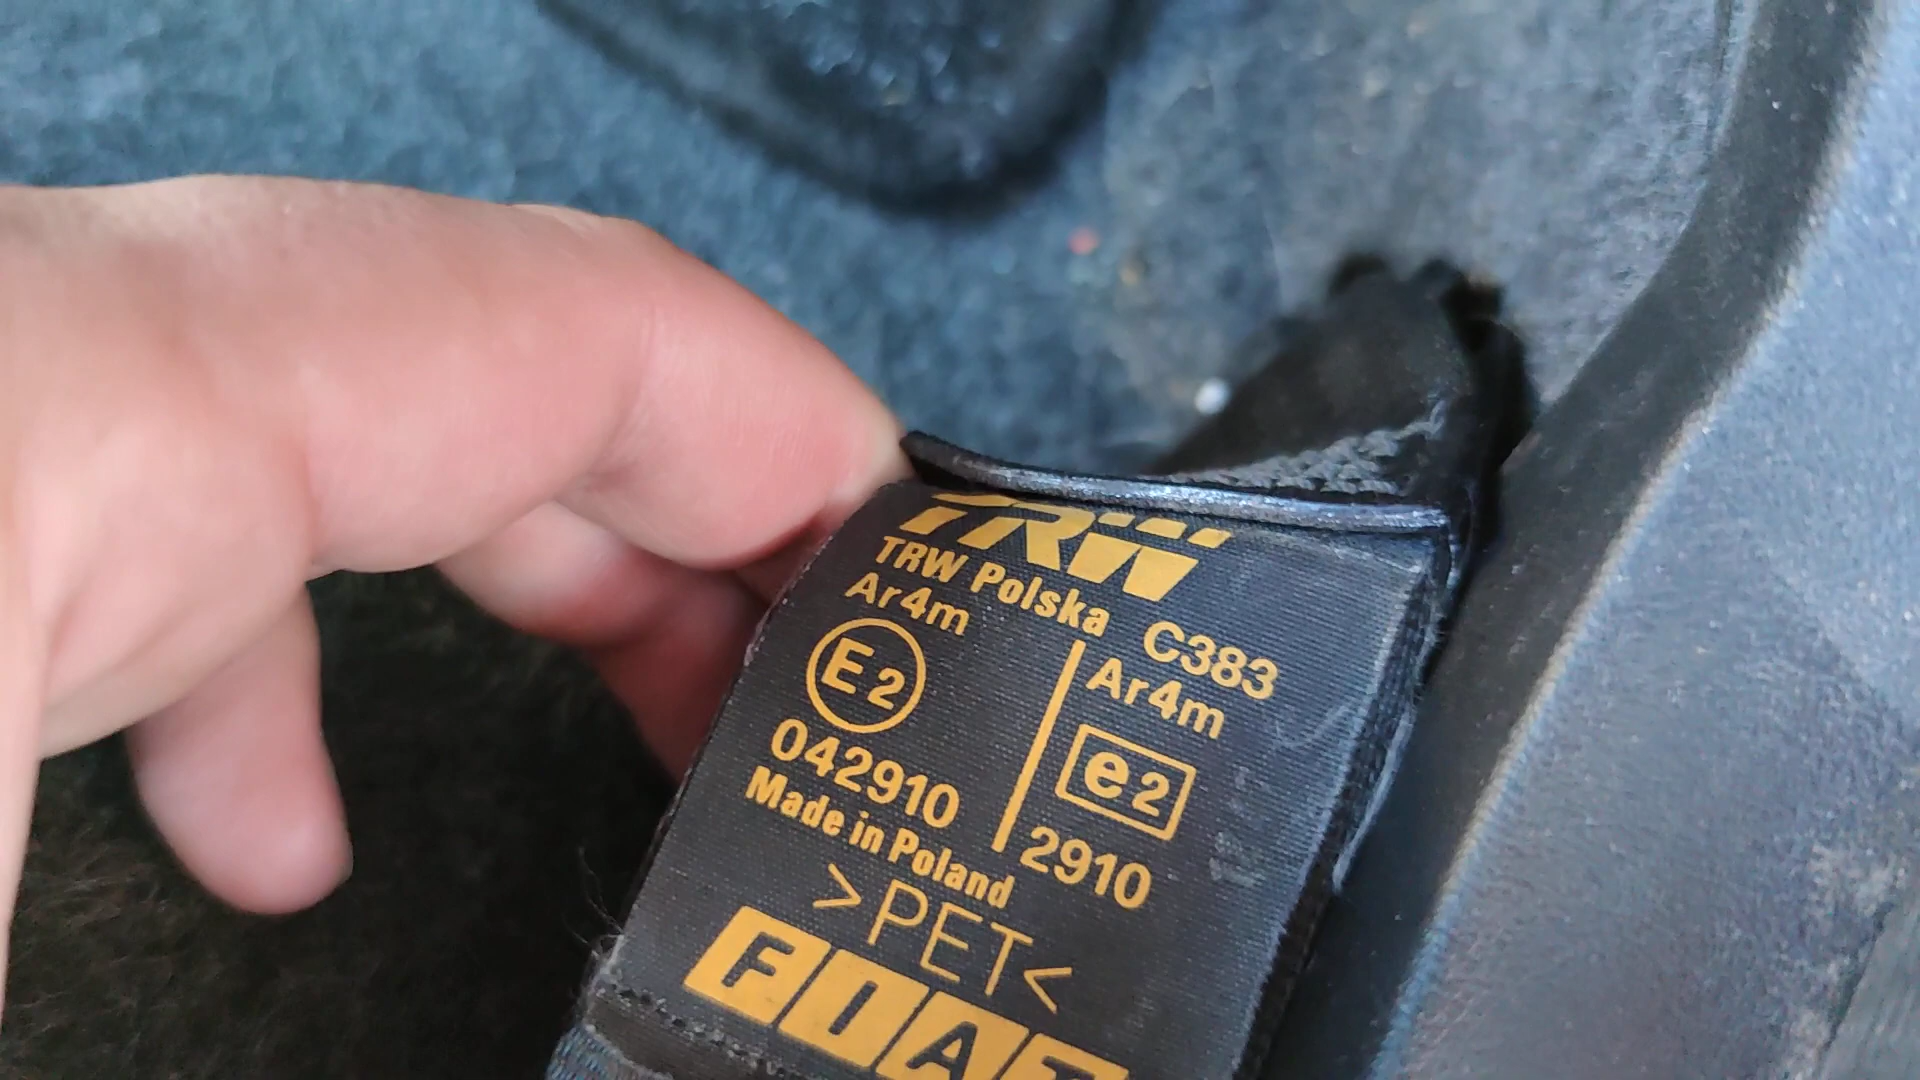 TRW
TRW Polska C383
Ar4m
E2
042910
Made in Poland
Ar4m
e2
2910
>PET<
FIAT